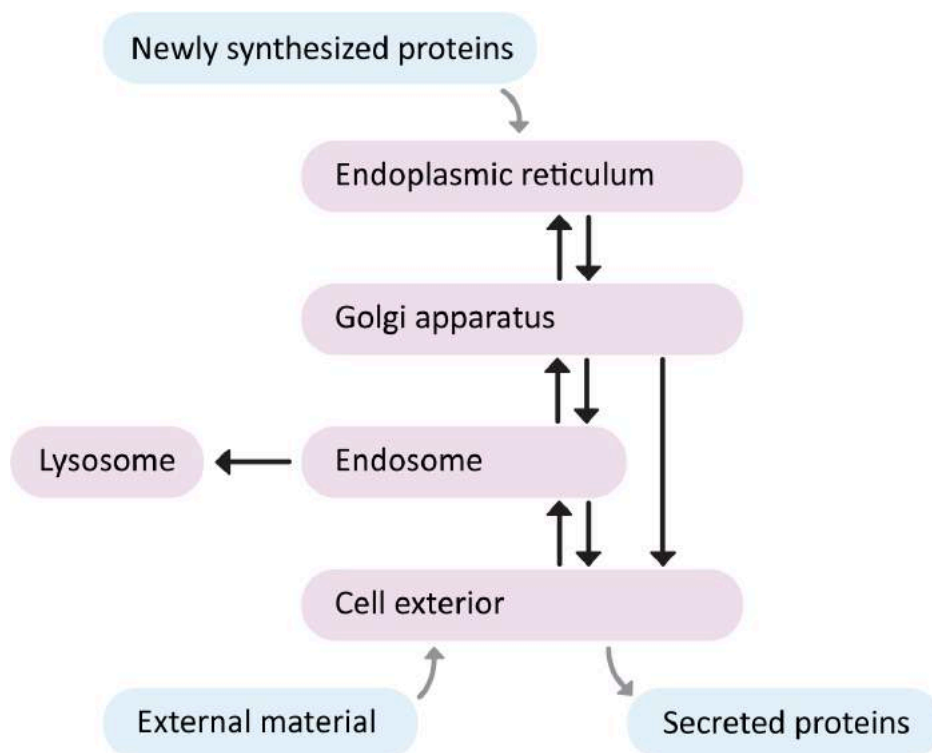 Newly synthesized proteins
Endoplasmic reticulum
Golgi apparatus
Lysosome
Endosome
Cell exterior
External material
Secreted proteins